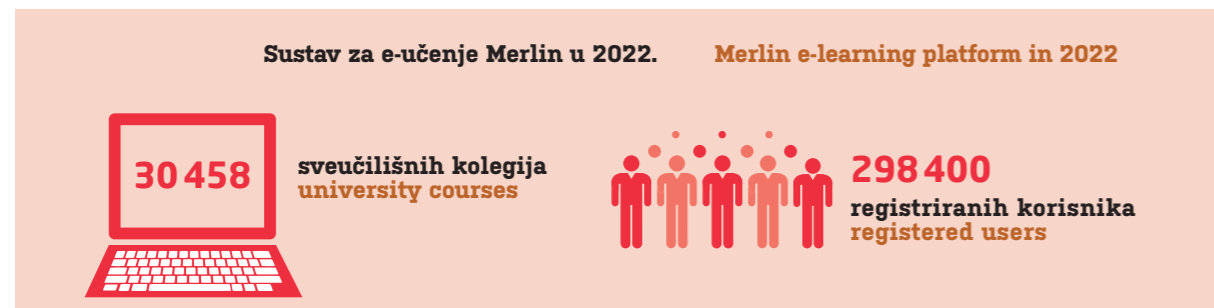 Sustav za e-učenje Merlin u 2022.
Merlin e-learning platform in 2022
30 458
sveučilišnih kolegija
university courses
298 400
registriranih korisnika
registered users